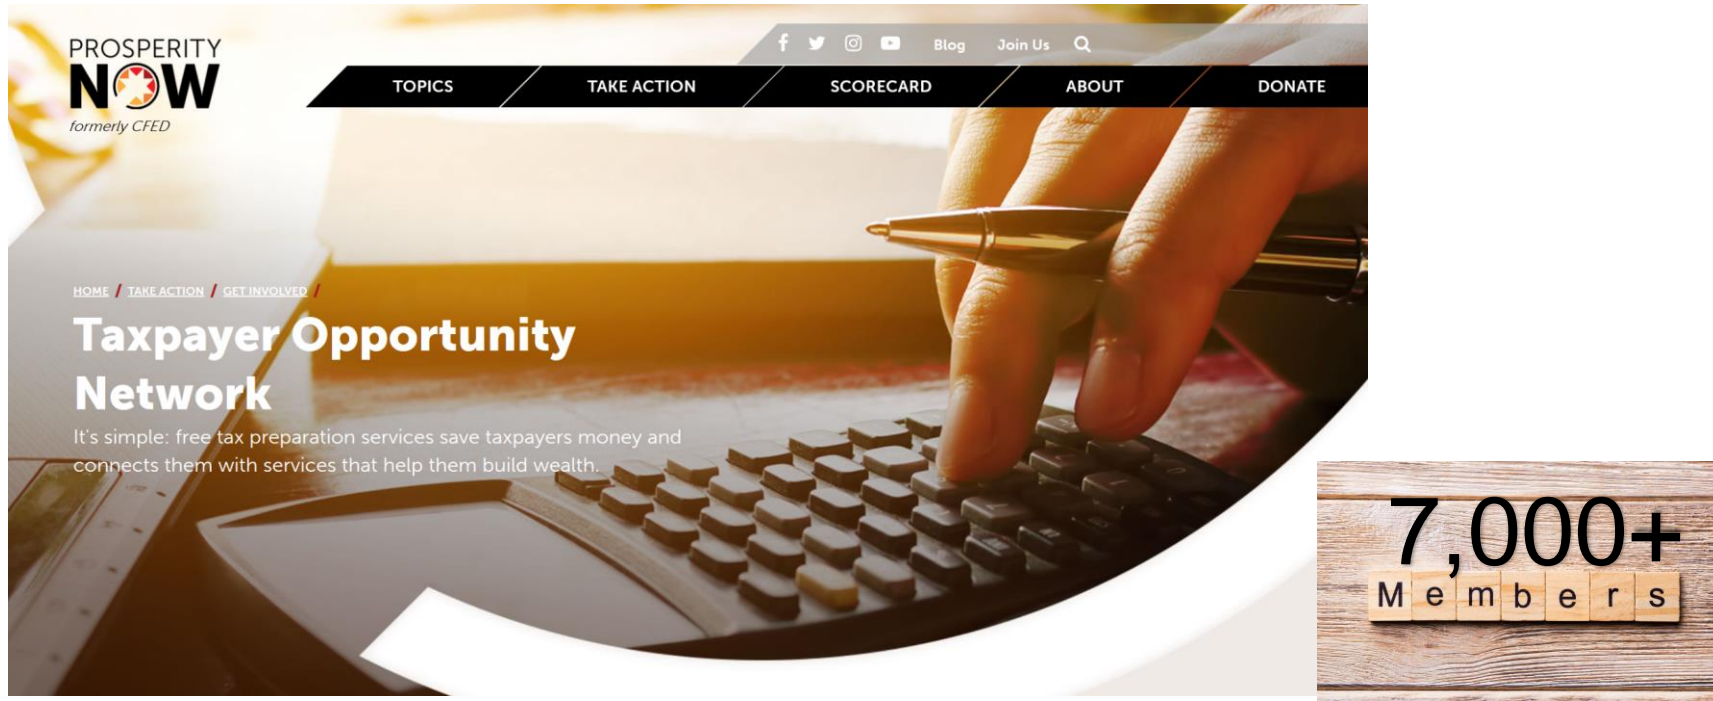 PROSPERITY
NOW
formerly CFED
Blog Join Us
TOPICS TAKE ACTION SCORECARD ABOUT DONATE
HOME / TAKE ACTION / GET INVOLVED /
Taxpayer Opportunity
Network
It's simple: free tax preparation services save taxpayers money and
connects them with services that help them build wealth.
7,000+
Members